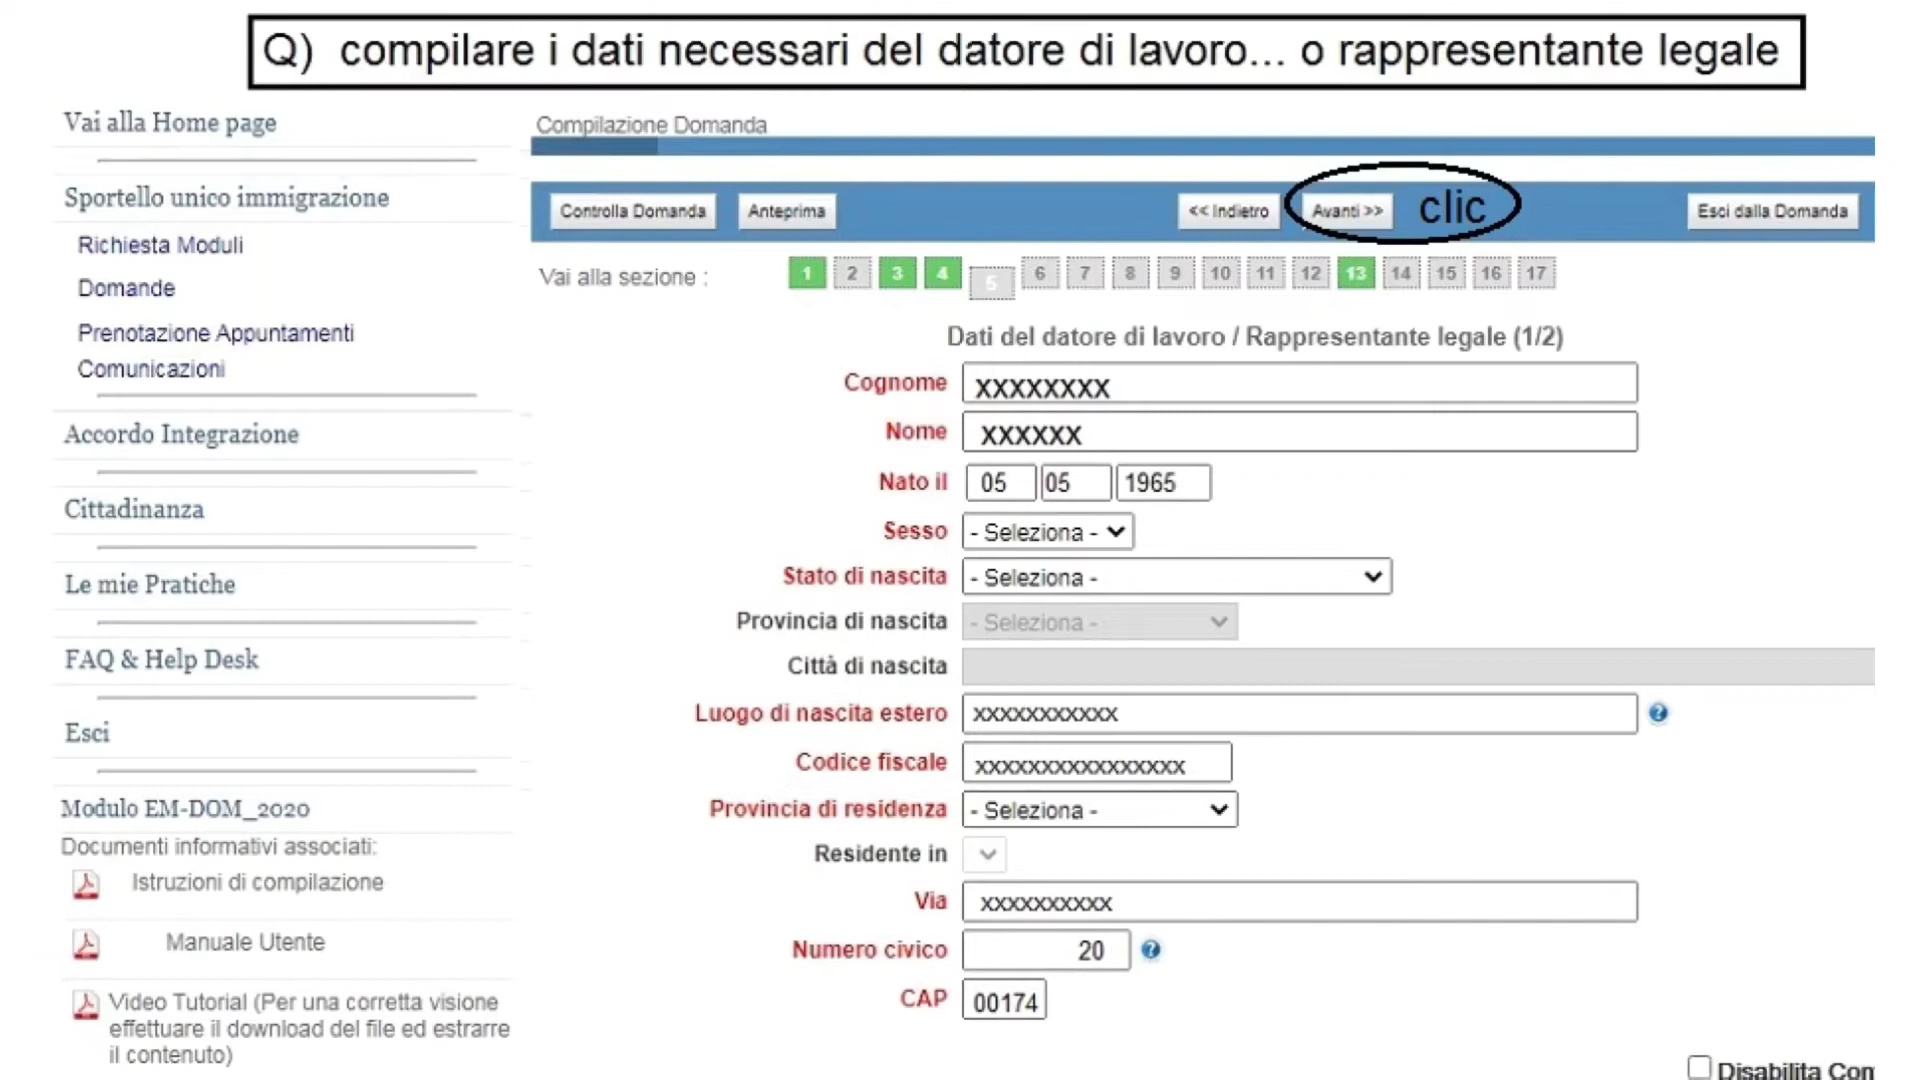 Q) compilare i dati necessari del datore di lavoro... o rappresentante legale
Vai alla Home page
Sportello unico immigrazione
Richiesta Moduli
Domande
Prenotazione Appuntamenti
Comunicazioni
Accordo Integrazione
Cittadinanza
Le mie Pratiche
FAQ & Help Desk
Esci
Modulo EM-DOM_2020
Documenti informativi associati:
Istruzioni di compilazione
Manuale Utente
Video Tutorial (Per una corretta visione
effettuare il download del file ed estrarre
il contenuto)
Compilazione Domanda
Controlla Domanda Anteprima << Indietro Avanti >> clic Esci dalla Domanda
Vai alla sezione : 1 2 3 4 5 6 7 8 9 10 11 12 13 14 15 16 17
Dati del datore di lavoro / Rappresentante legale (1/2)
Cognome xxxxxxxx
Nome xxxxxx
Nato il 05 05 1965
Sesso - Seleziona -
Stato di nascita - Seleziona -
Provincia di nascita - Seleziona -
Città di nascita
Luogo di nascita estero xxxxxxxxxxx ?
Codice fiscale xxxxxxxxxxxxxxxx
Provincia di residenza - Seleziona -
Residente in
Via xxxxxxxxxx
Numero civico 20 ?
CAP 00174
Disabilita Con